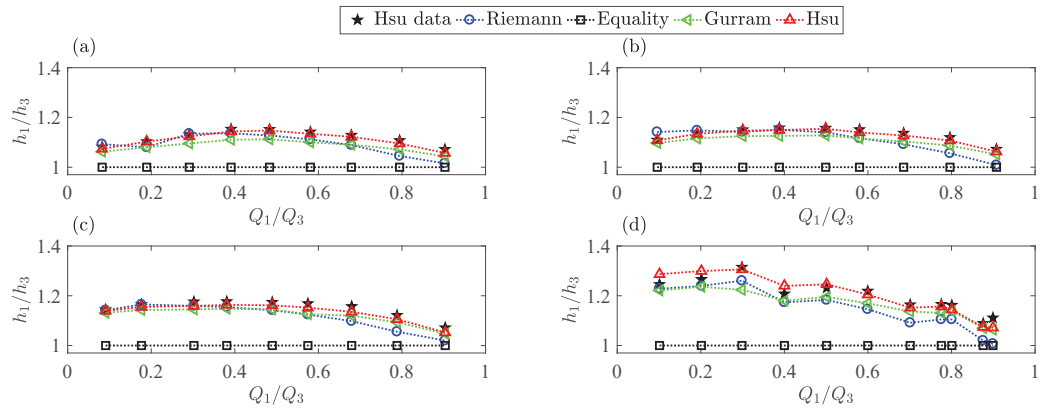 Hsu data Riemann Equality Gurram Hsu
(a) (b)
1.4 1.4
h₁/h₃ 1.2 h₁/h₃ 1.2
1 1
0 0.2 0.4 0.6 0.8 1 0 0.2 0.4 0.6 0.8 1
Q₁/Q₃ Q₁/Q₃
(c) (d)
1.4 1.4
h₁/h₃ 1.2 h₁/h₃ 1.2
1 1
0 0.2 0.4 0.6 0.8 1 0 0.2 0.4 0.6 0.8 1
Q₁/Q₃ Q₁/Q₃